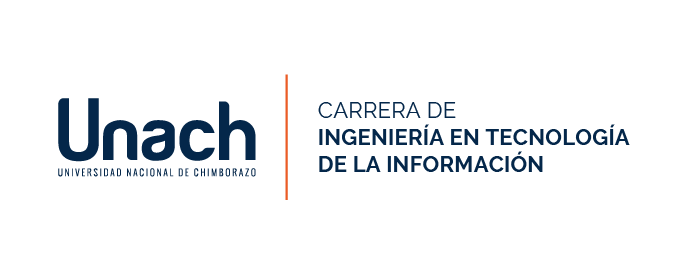 Unach
UNIVERSIDAD NACIONAL DE CHIMBORAZO
CARRERA DE
INGENIERÍA EN TECNOLOGÍA
DE LA INFORMACIÓN